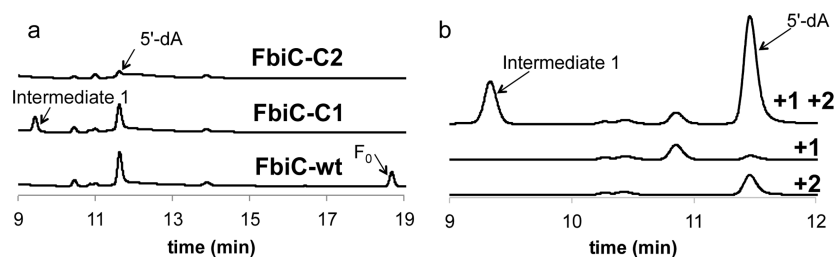 a
5'-dA
FbiC-C2
Intermediate 1
FbiC-C1
F0
FbiC-wt
9 11 13 15 17 19
time (min)
b
5'-dA
Intermediate 1
+1 +2
+1
+2
9 10 11 12
time (min)